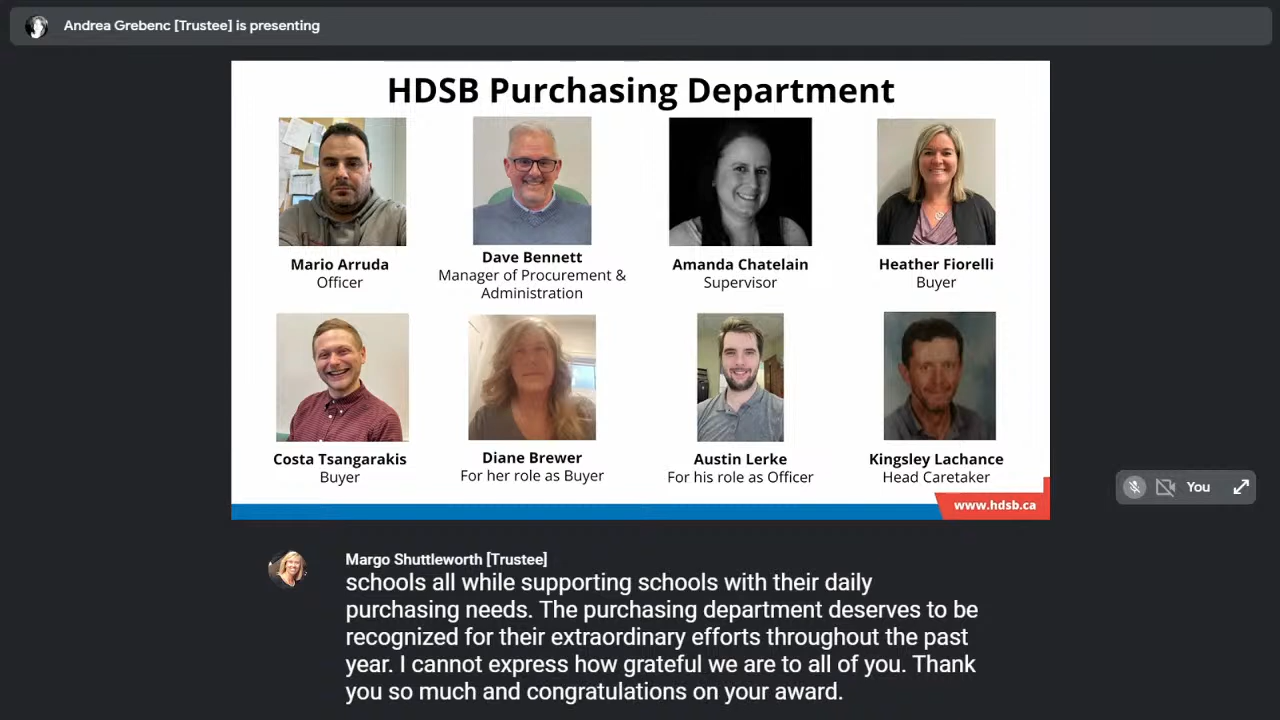 Andrea Grebenc [Trustee] is presenting
HDSB Purchasing Department
Mario Arruda
Officer
Dave Bennett
Manager of Procurement &
Administration
Amanda Chatelain
Supervisor
Heather Fiorelli
Buyer
Costa Tsangarakis
Buyer
Diane Brewer
For her role as Buyer
Austin Lerke
For his role as Officer
Kingsley Lachance
Head Caretaker
www.hdsb.ca
You
Margo Shuttleworth [Trustee]
schools all while supporting schools with their daily
purchasing needs. The purchasing department deserves to be
recognized for their extraordinary efforts throughout the past
year. I cannot express how grateful we are to all of you. Thank
you so much and congratulations on your award.